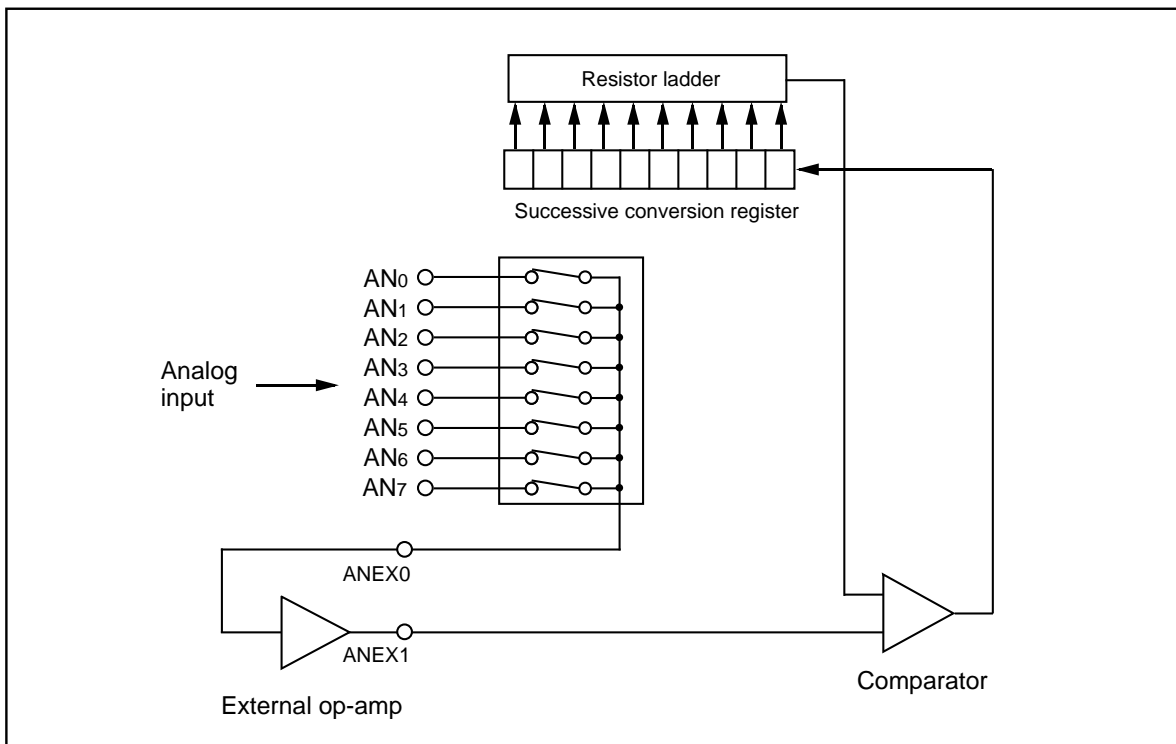 Resistor ladder
Successive conversion register
AN0
AN1
AN2
AN3
AN4
AN5
AN6
AN7
Analog
input
ANEX0
ANEX1
External op-amp
Comparator